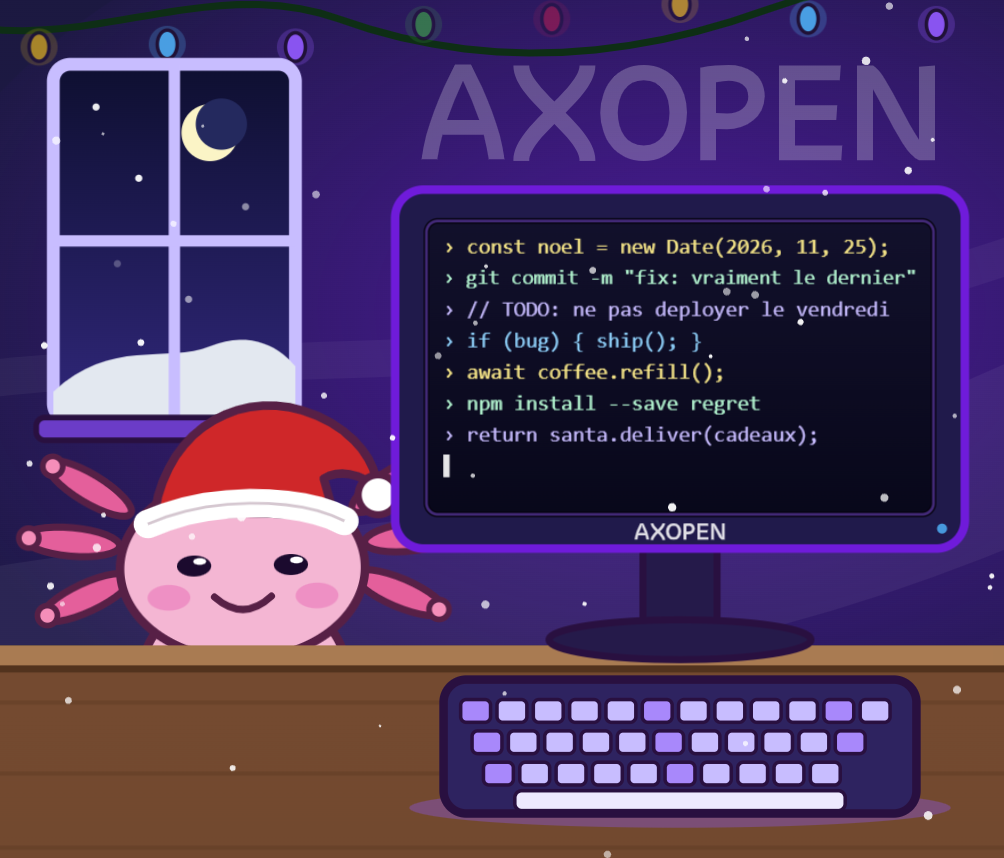 AXOPEN
› const noel = new Date(2026, 11, 25);
› git commit -m "fix: vraiment le dernier"
› // TODO: ne pas deployer le vendredi
› if (bug) { ship(); }
› await coffee.refill();
› npm install --save regret
› return santa.deliver(cadeaux);
AXOPEN